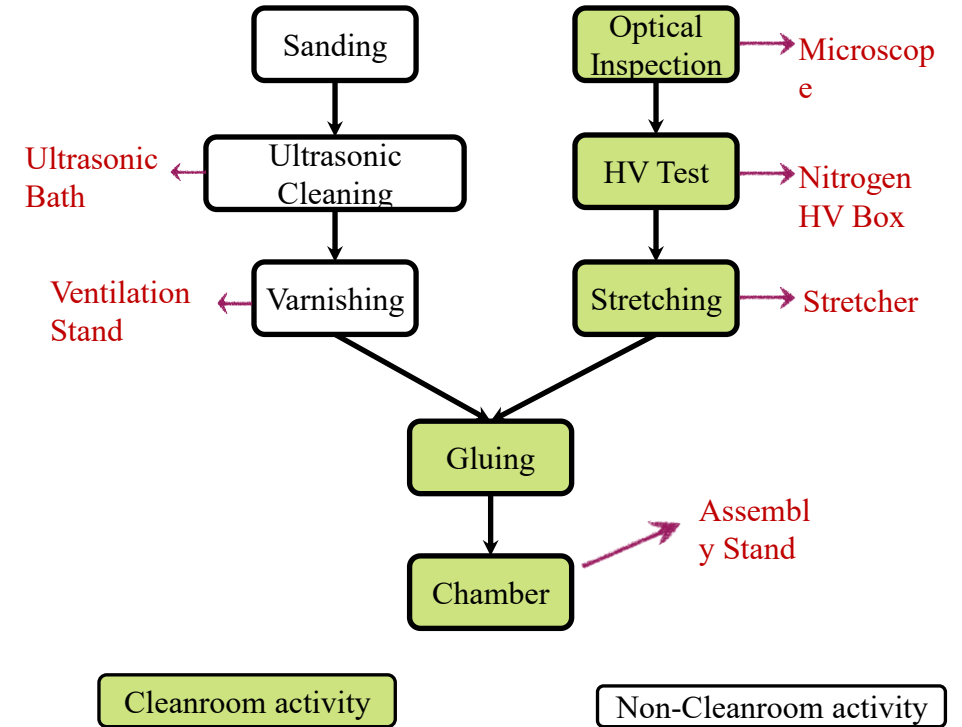 Sanding
Optical
Inspection
Microscop
e
Ultrasonic
Bath
Ultrasonic
Cleaning
HV Test
Nitrogen
HV Box
Ventilation
Stand
Varnishing
Stretching
Stretcher
Gluing
Assembl
y Stand
Chamber
Cleanroom activity
Non-Cleanroom activity